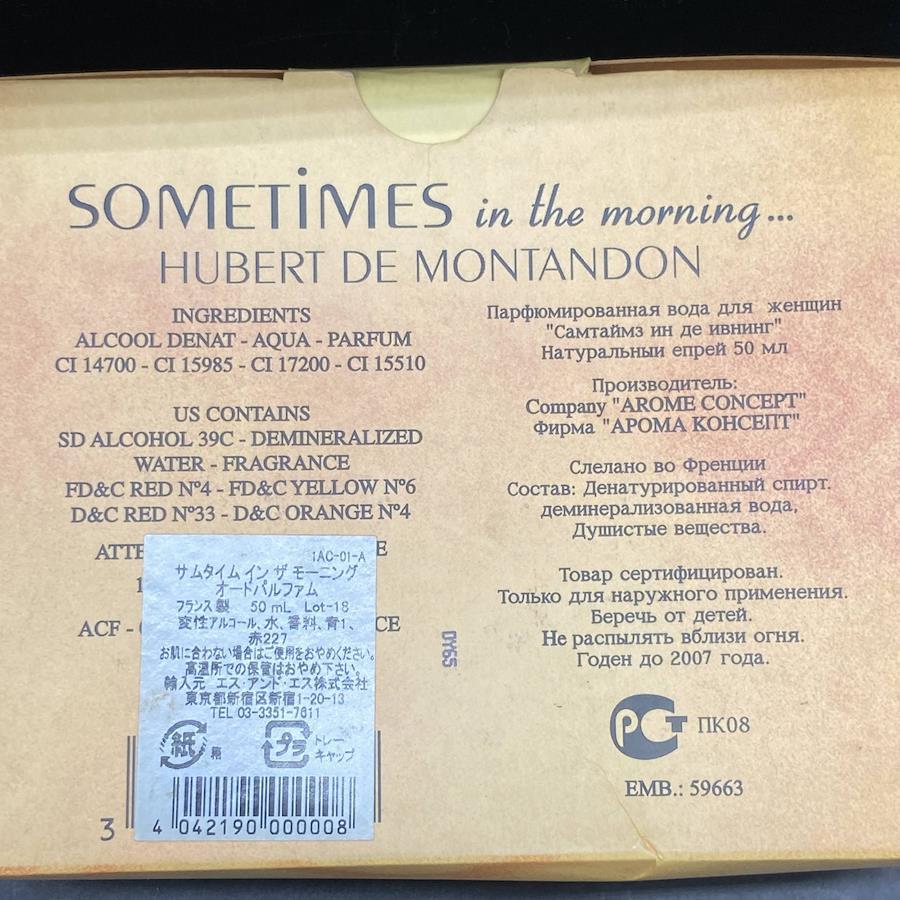 SOMETIMES in the morning...
HUBERT DE MONTANDON
INGREDIENTS
ALCOOL DENAT - AQUA - PARFUM
CI 14700 - CI 15985 - CI 17200 - CI 15510
US CONTAINS
SD ALCOHOL 39C - DEMINERALIZED
WATER - FRAGRANCE
FD&C RED Nº4 - FD&C YELLOW Nº6
D&C RED Nº33 - D&C ORANGE Nº4
ATTE
E
1
ACF -
CE
1AC-01-A
サムタイム イン ザ モーニング
オードパルファム
フランス製 50 mL Lot-18
変性アルコール、水、香料、青1、
赤227
お肌に合わない場合はご使用をおやめください。
高温所での保管はおやめ下さい。
輸入元 エス・アンド・エス株式会社
東京都新宿区新宿1-20-13
TEL 03-3351-7611
紙 箱
プラ トレー
キャップ
4 042190 000008
3
Парфюмированная вода для женщин
"Самтаймз ин де ивнинг"
Натуральныи епрей 50 мл
Производитель:
Company "AROME CONCEPT"
Фирма "АРОМА КОНСЕПТ"
Слелано во Френции
Состав: Денатурированный спирт.
деминерализованная вода,
Душистые вещества.
Товар сертифицирован.
Только для наружного применения.
Беречь от детей.
Не распылять вблизи огня.
Годен до 2007 года.
РСТ ПК08
EMB.: 59663
DY65